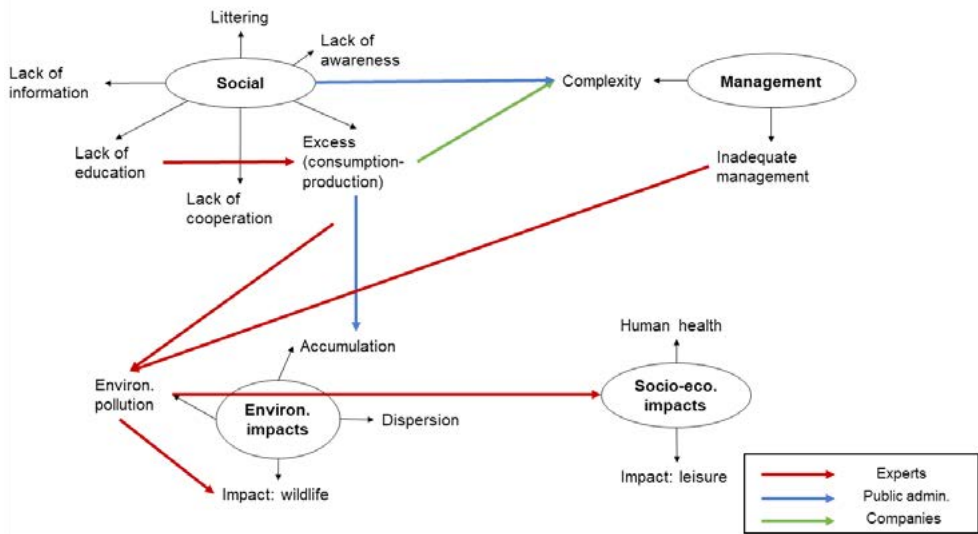 Littering
Lack of
awareness
Lack of
information
Social
Complexity
Management
Lack of
education
Excess
(consumption-
production)
Inadequate
management
Lack of
cooperation
Human health
Accumulation
Environ.
pollution
Environ.
impacts
Dispersion
Socio-eco.
impacts
Impact: wildlife
Impact: leisure
Experts
Public admin.
Companies